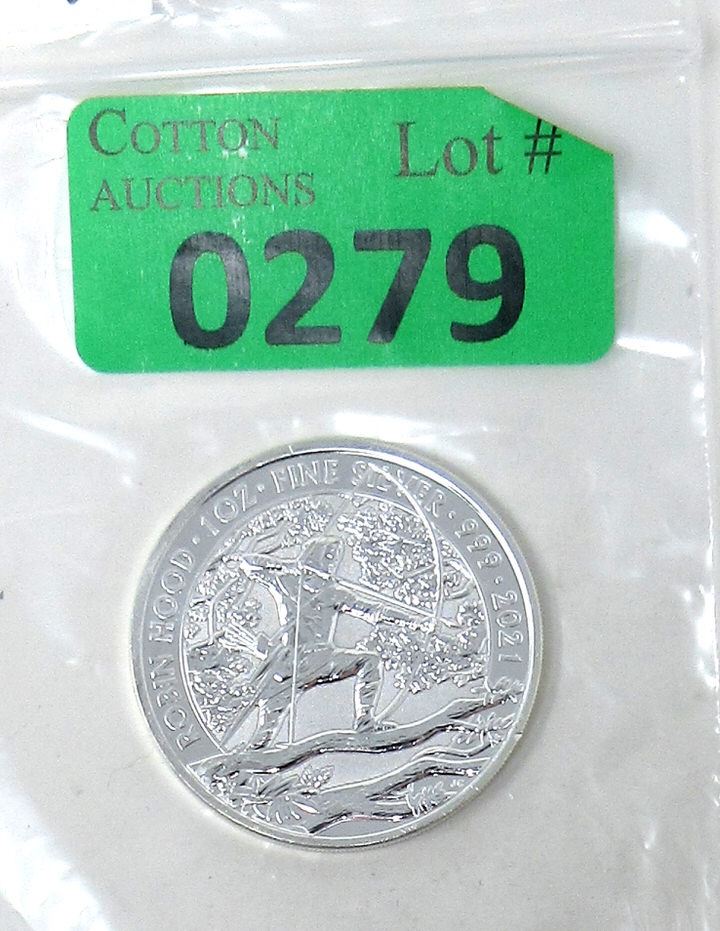 COTTON
AUCTIONS
Lot #
0279
ROBIN HOOD · 1OZ · FINE SILVER · 999 · 2021